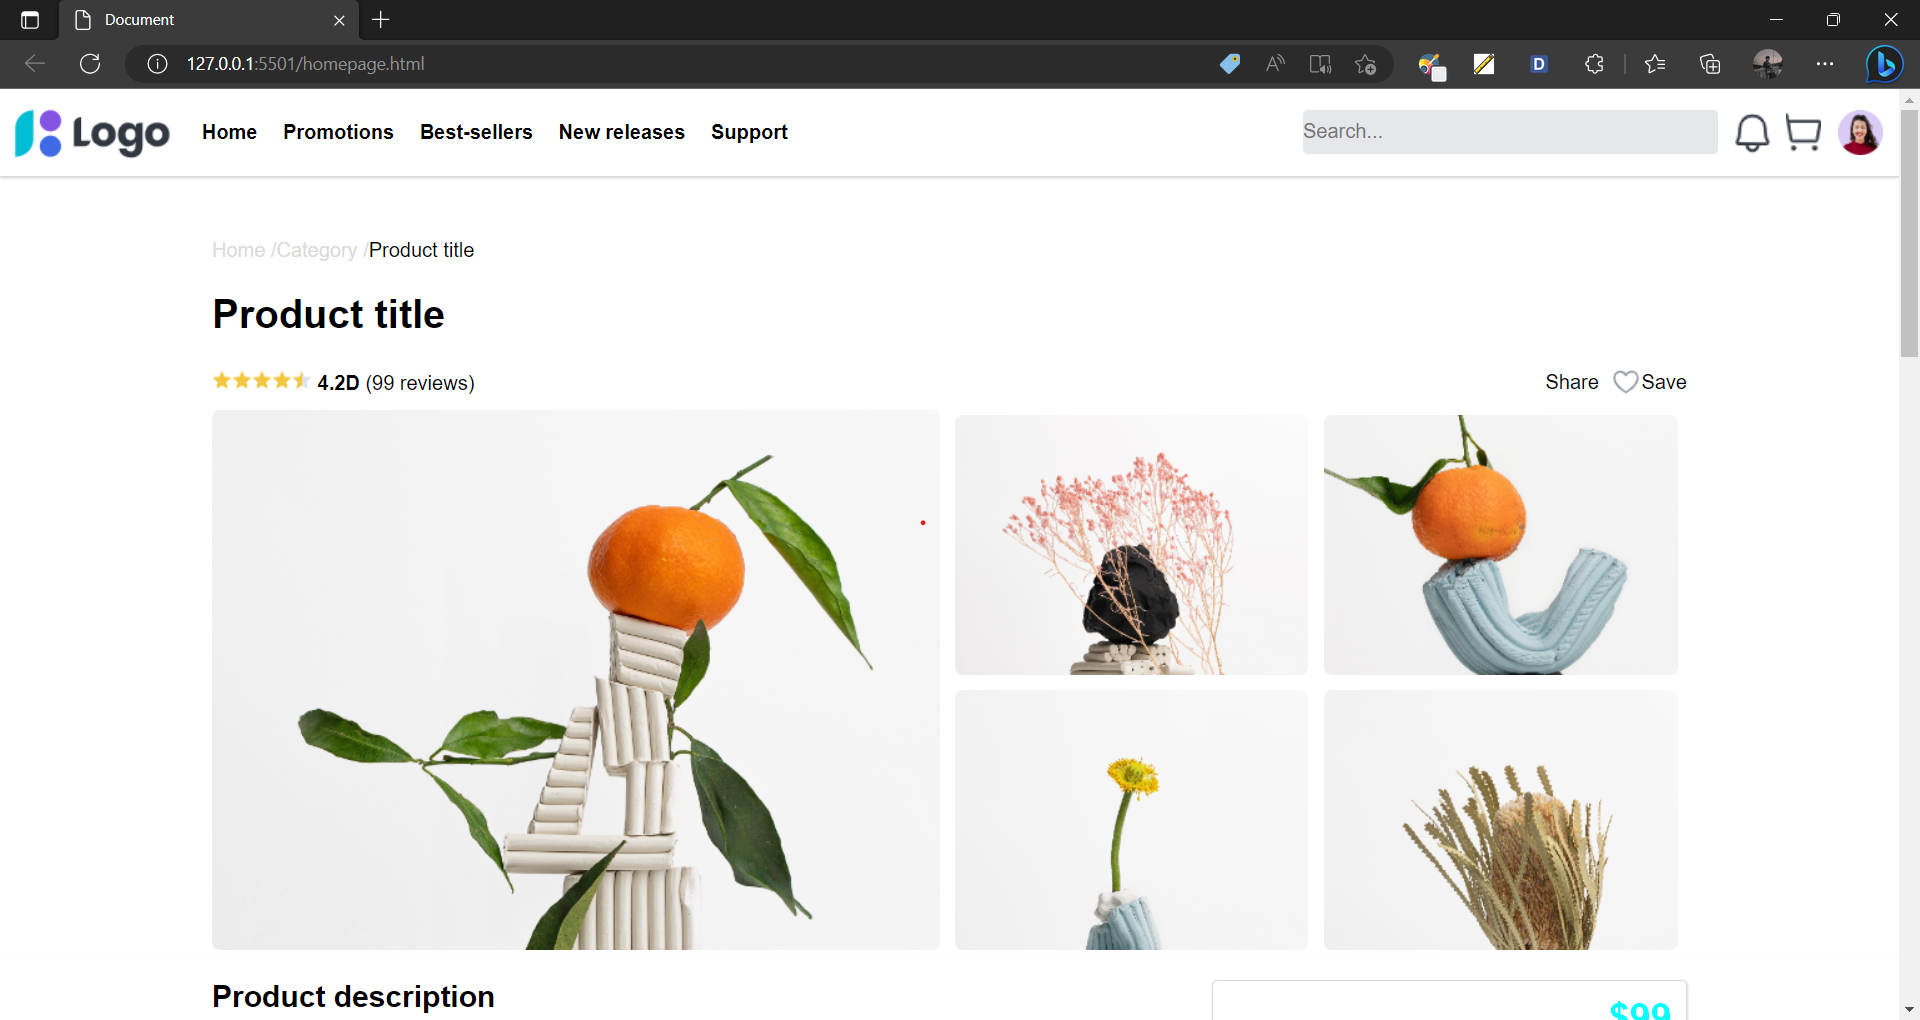 Document
127.0.0.1:5501/homepage.html
D
Logo Home Promotions Best-sellers New releases Support Search...
Home /Category /Product title
Product title
4.2D (99 reviews) Share Save
Product description
$99